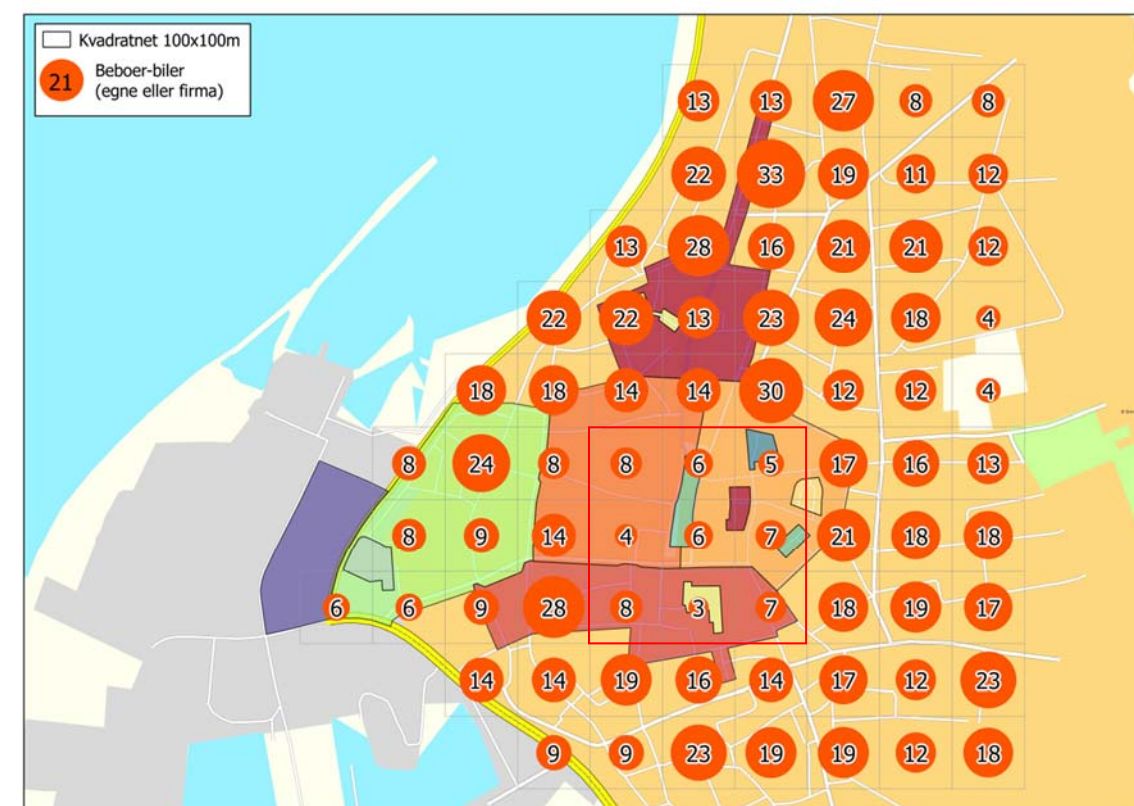 Kvadratnet 100x100m
21 Beboer-biler
(egne eller firma)
13 13 27 8 8
22 33 19 11 12
13 28 16 21 21 12
22 22 13 23 24 18 4
18 18 14 14 30 12 12 4
8 24 8 8 6 5 17 16 13
8 9 14 4 6 7 21 18 18
6 6 9 28 8 3 7 18 19 17
14 14 19 16 14 17 12 23
9 9 23 19 19 12 18